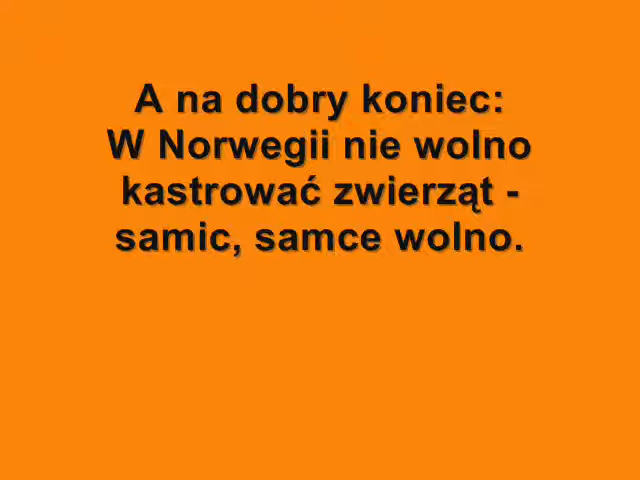 A na dobry koniec:
W Norwegii nie wolno
kastrować zwierząt -
samic, samce wolno.